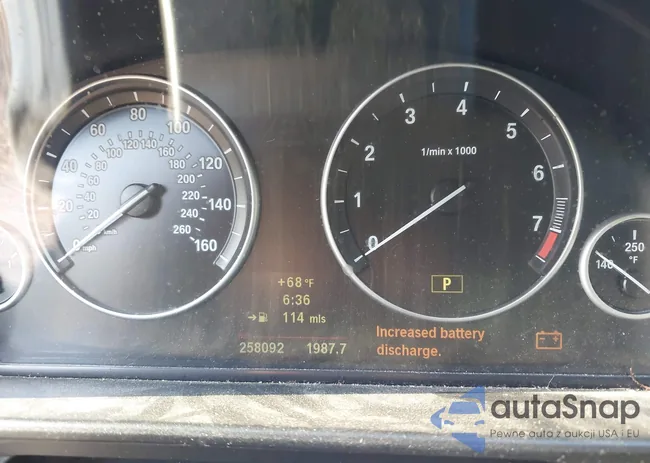 0 20 40 60 80 100 120 140 160
mph
20 40 60 80 100 120 140 160 180 200 220 240 260
km/h
0 1 2 3 4 5 6 7
1/min x 1000
P
250
°F
140
+68 °F
6:36
114 mls
258092 1987.7
Increased battery
discharge.
autaSnap
Pewne auta z aukcji USA i EU